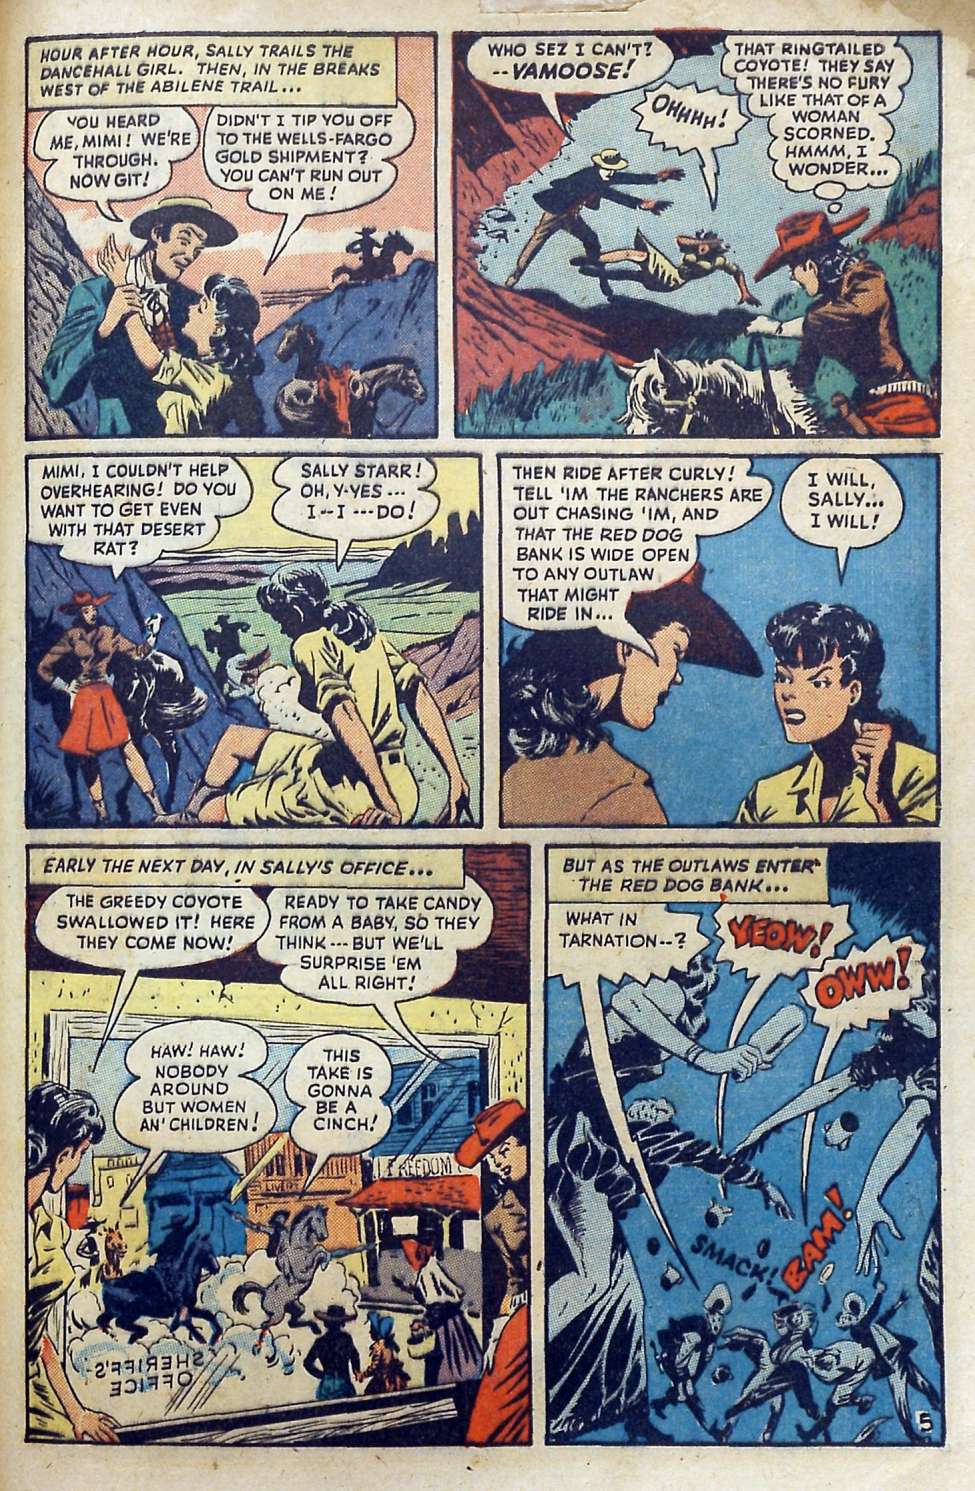 HOUR AFTER HOUR, SALLY TRAILS THE
DANCEHALL GIRL. THEN, IN THE BREAKS
WEST OF THE ABILENE TRAIL...
YOU HEARD
ME, MIMI! WE'RE
THROUGH.
NOW GIT!
DIDN'T I TIP YOU OFF
TO THE WELLS-FARGO
GOLD SHIPMENT?
YOU CAN'T RUN OUT
ON ME!
WHO SEZ I CAN'T?
--VAMOOSE!
OHHHH!
THAT RINGTAILED
COYOTE! THEY SAY
THERE'S NO FURY
LIKE THAT OF A
WOMAN
SCORNED.
HMMM, I
WONDER...
MIMI, I COULDN'T HELP
OVERHEARING! DO YOU
WANT TO GET EVEN
WITH THAT DESERT
RAT?
SALLY STARR!
OH, Y-YES ---
I--I ---DO!
THEN RIDE AFTER CURLY!
TELL 'IM THE RANCHERS ARE
OUT CHASING 'IM, AND
THAT THE RED DOG
BANK IS WIDE OPEN
TO ANY OUTLAW
THAT MIGHT
RIDE IN...
I WILL,
SALLY...
I WILL!
EARLY THE NEXT DAY, IN SALLY'S OFFICE...
THE GREEDY COYOTE
SWALLOWED IT! HERE
THEY COME NOW!
READY TO TAKE CANDY
FROM A BABY, SO THEY
THINK---BUT WE'LL
SURPRISE 'EM
ALL RIGHT!
HAW! HAW!
NOBODY
AROUND
BUT WOMEN
AN' CHILDREN!
THIS
TAKE IS
GONNA
BE A
CINCH!
LIVERY
FREEDOM
SHERIFF'S
OFFICE
BUT AS THE OUTLAWS ENTER
THE RED DOG BANK...
WHAT IN
TARNATION--?
YEOW!
OWW!
SMACK!
BAM!
5